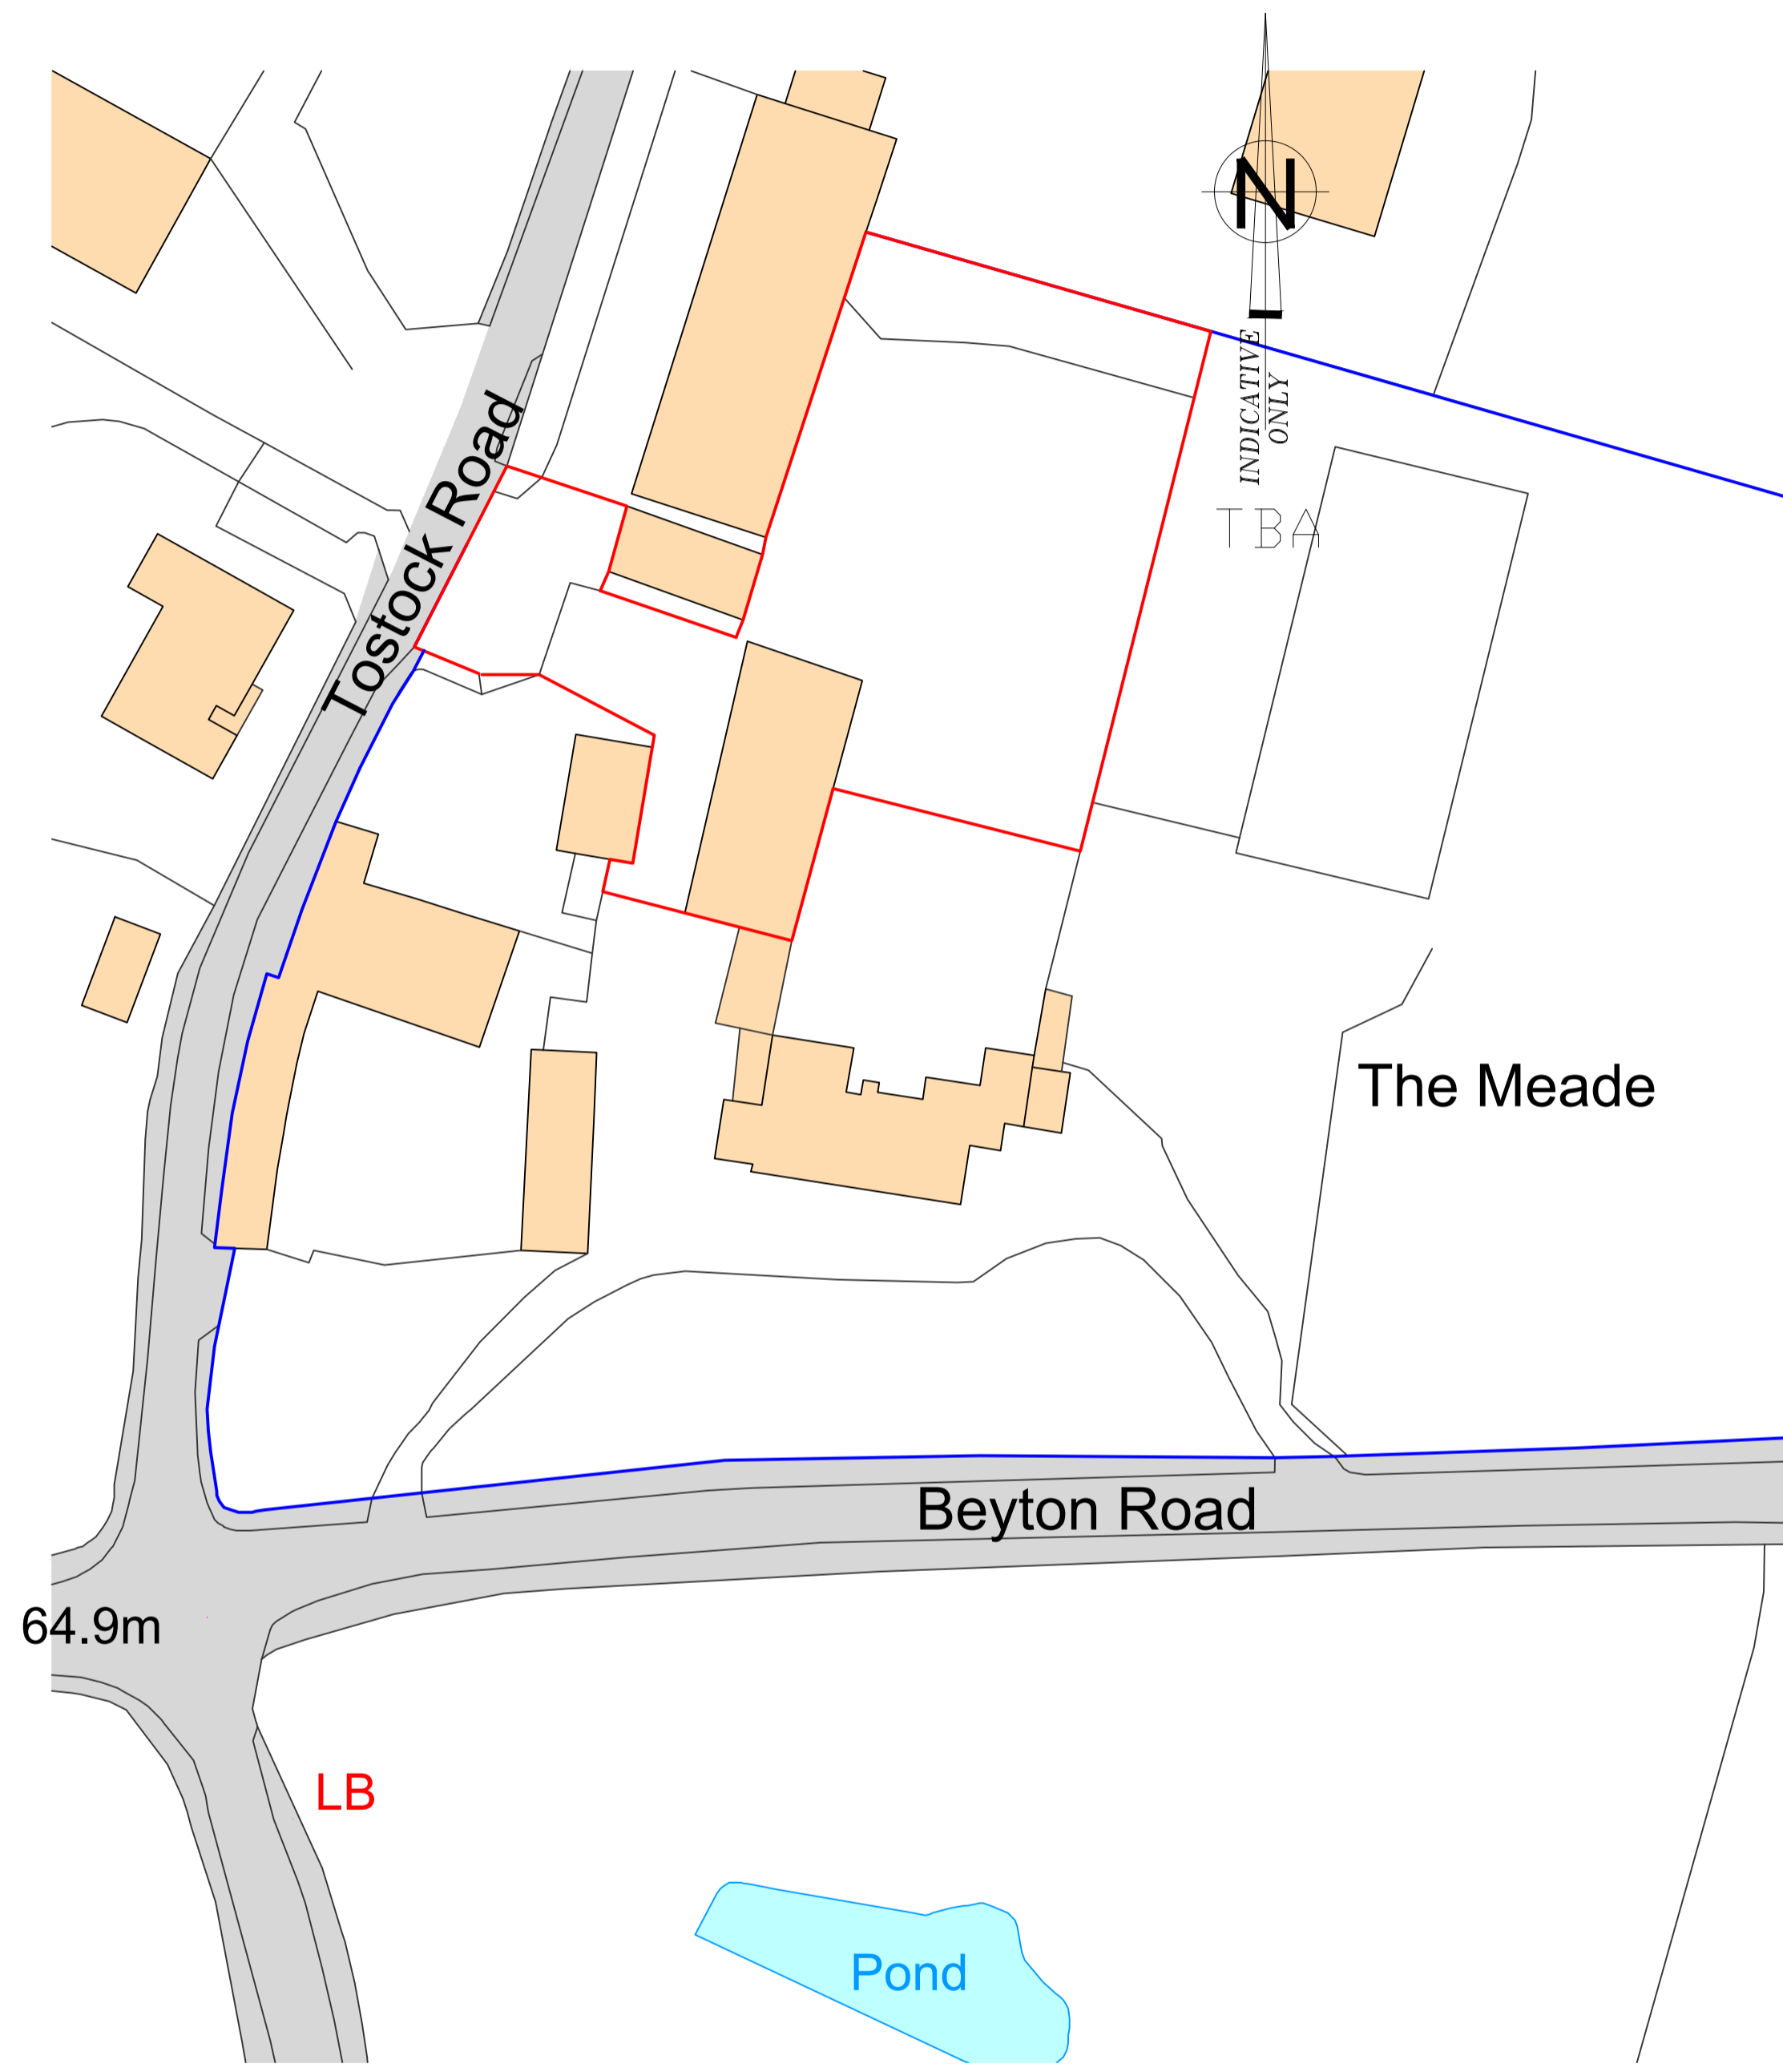 N
INDICATIVE
ONLY
TBA
Tostock Road
The Meade
Beyton Road
64.9m
LB
Pond